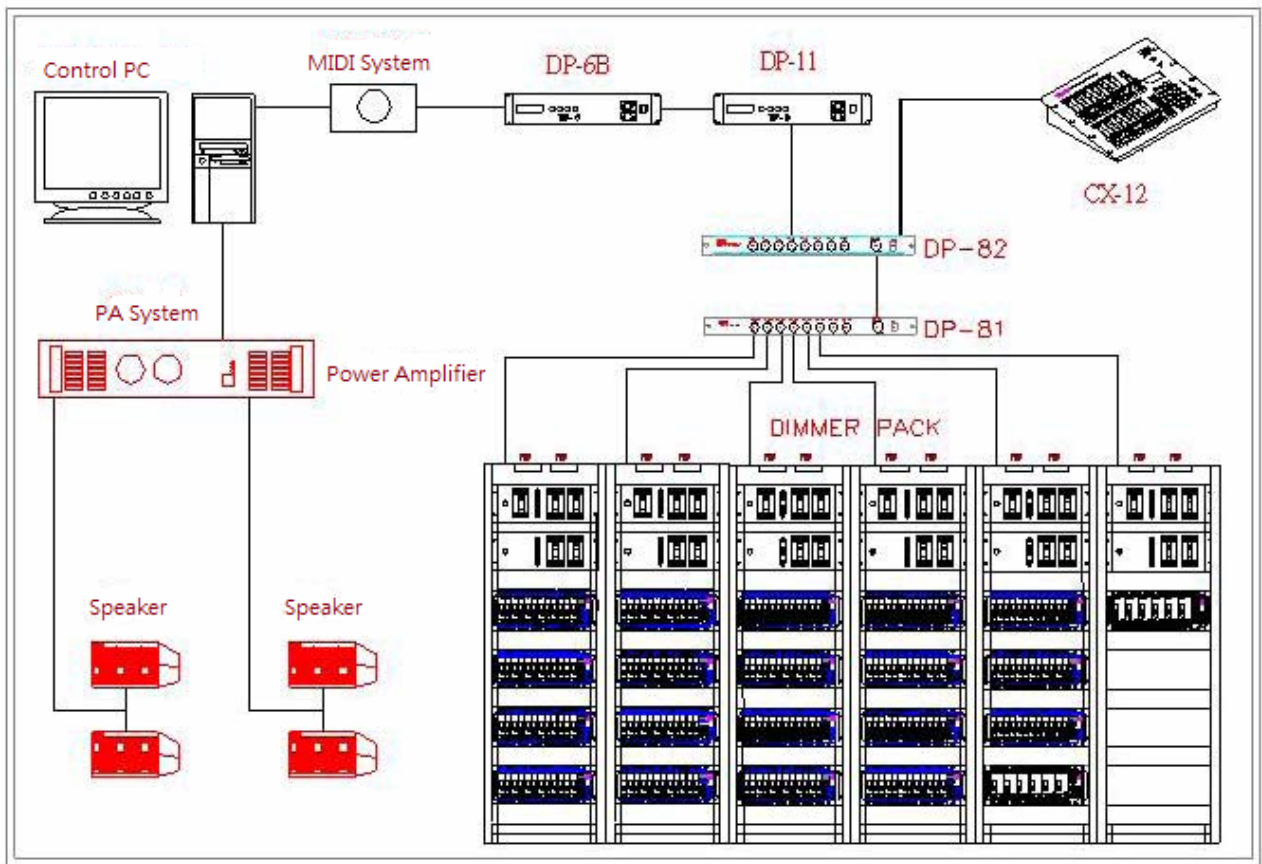 Control PC
MIDI System
DP-6B
DP-11
CX-12
DP-82
DP-81
PA System
Power Amplifier
DIMMER PACK
Speaker
Speaker